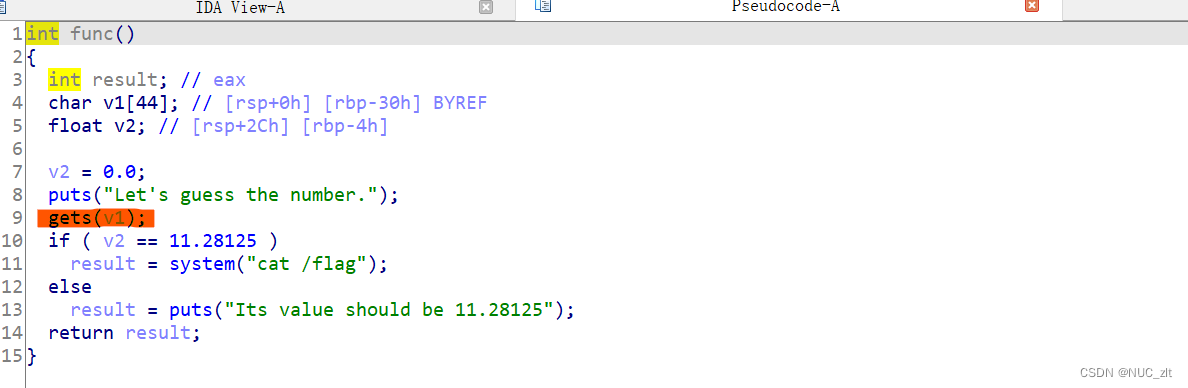 IDA View-A Pseudocode-A
1 int func()
2 {
3 int result; // eax
4 char v1[44]; // [rsp+0h] [rbp-30h] BYREF
5 float v2; // [rsp+2Ch] [rbp-4h]
6
7 v2 = 0.0;
8 puts("Let's guess the number.");
9 gets(v1);
10 if ( v2 == 11.28125 )
11 result = system("cat /flag");
12 else
13 result = puts("Its value should be 11.28125");
14 return result;
15 }
CSDN @NUC_zlt